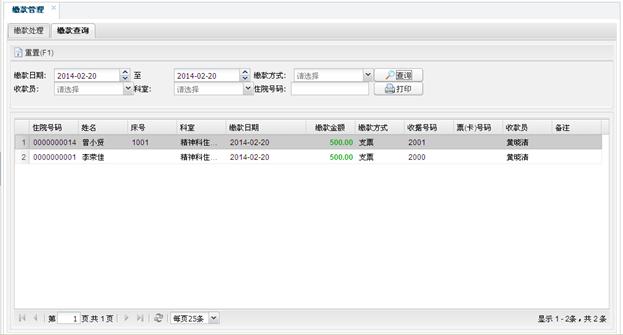 缴款管理
缴款处理 缴款查询
重置(F1)
缴款日期: 2014-02-20 至 2014-02-20 缴款方式: 请选择 查询
收款员: 请选择 科室: 请选择 住院号码: 打印
住院号码 姓名 床号 科室 缴款日期 缴款金额 缴款方式 收据号码 票(卡)号码 收款员 备注
1 0000000014 曾小贤 1001 精神科住... 2014-02-20 500.00 支票 2001 黄晓清
2 0000000001 李荣佳 精神科住... 2014-02-20 500.00 支票 2000 黄晓清
第 1 页,共 1 页 每页25条 显示 1 - 2条，共 2 条